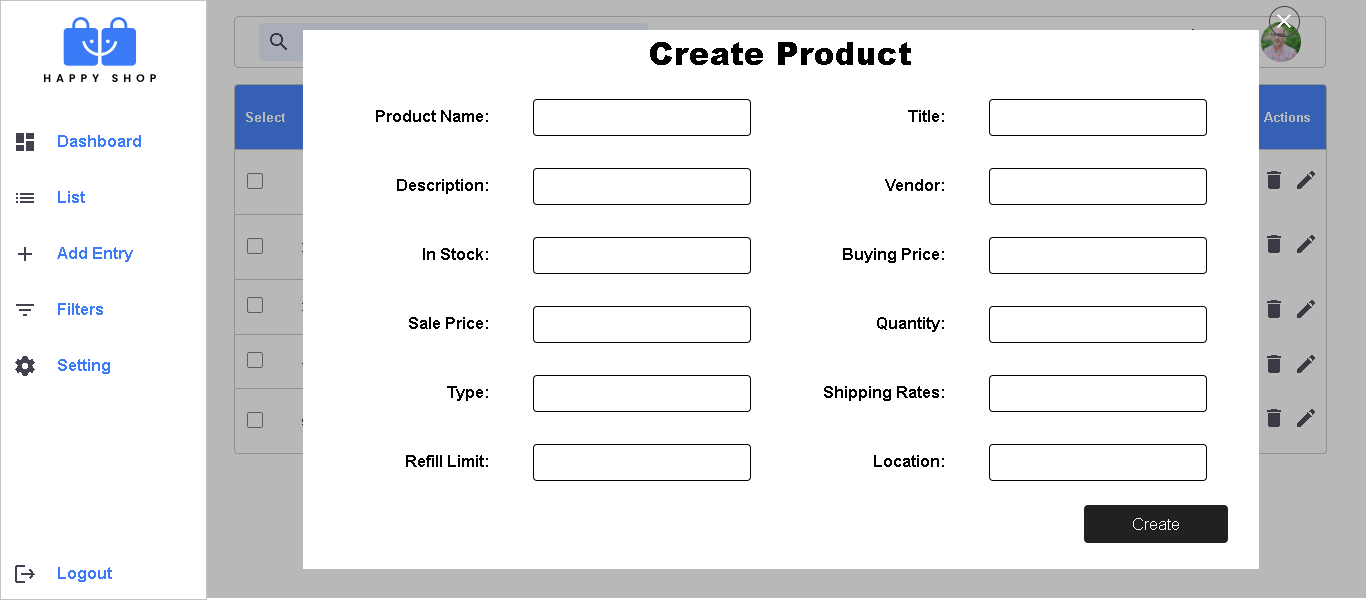 HAPPY SHOP
Dashboard
List
Add Entry
Filters
Setting
Logout
Select
Actions
Create Product
Product Name:
Title:
Description:
Vendor:
In Stock:
Buying Price:
Sale Price:
Quantity:
Type:
Shipping Rates:
Refill Limit:
Location:
Create